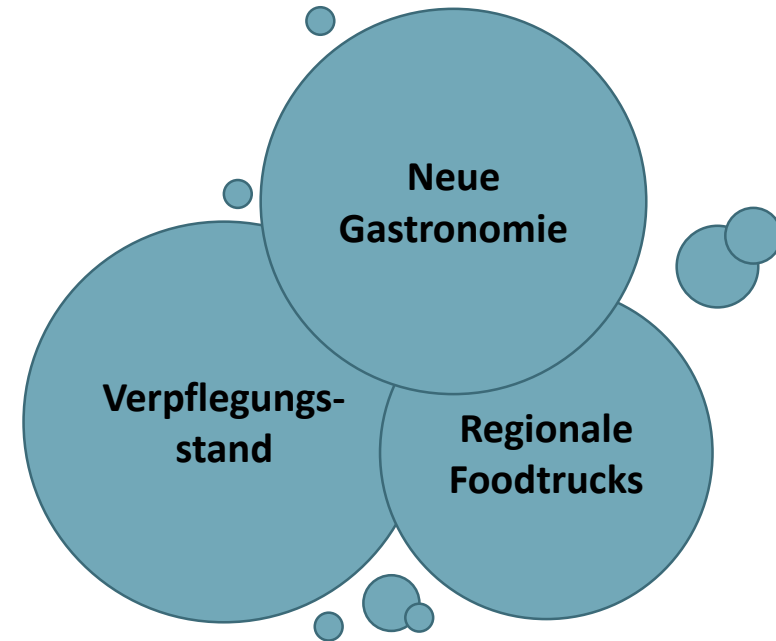 Neue
Gastronomie
Verpflegungs-
stand
Regionale
Foodtrucks